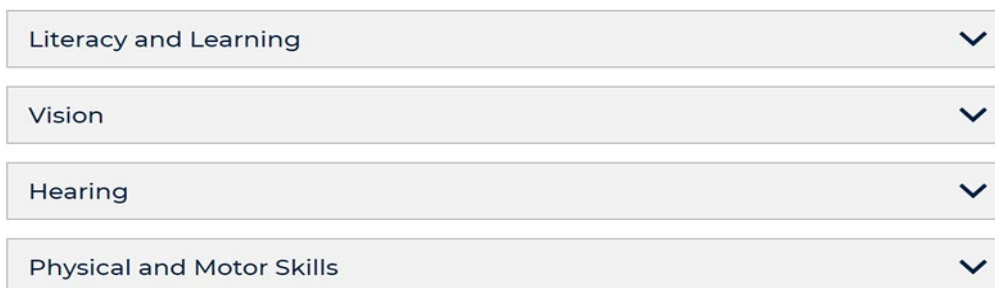 Literacy and Learning
Vision
Hearing
Physical and Motor Skills